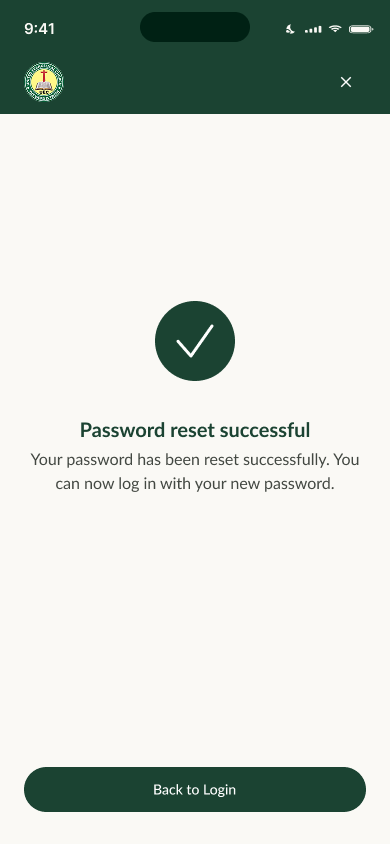 9:41
Password reset successful
Your password has been reset successfully. You
can now log in with your new password.
Back to Login